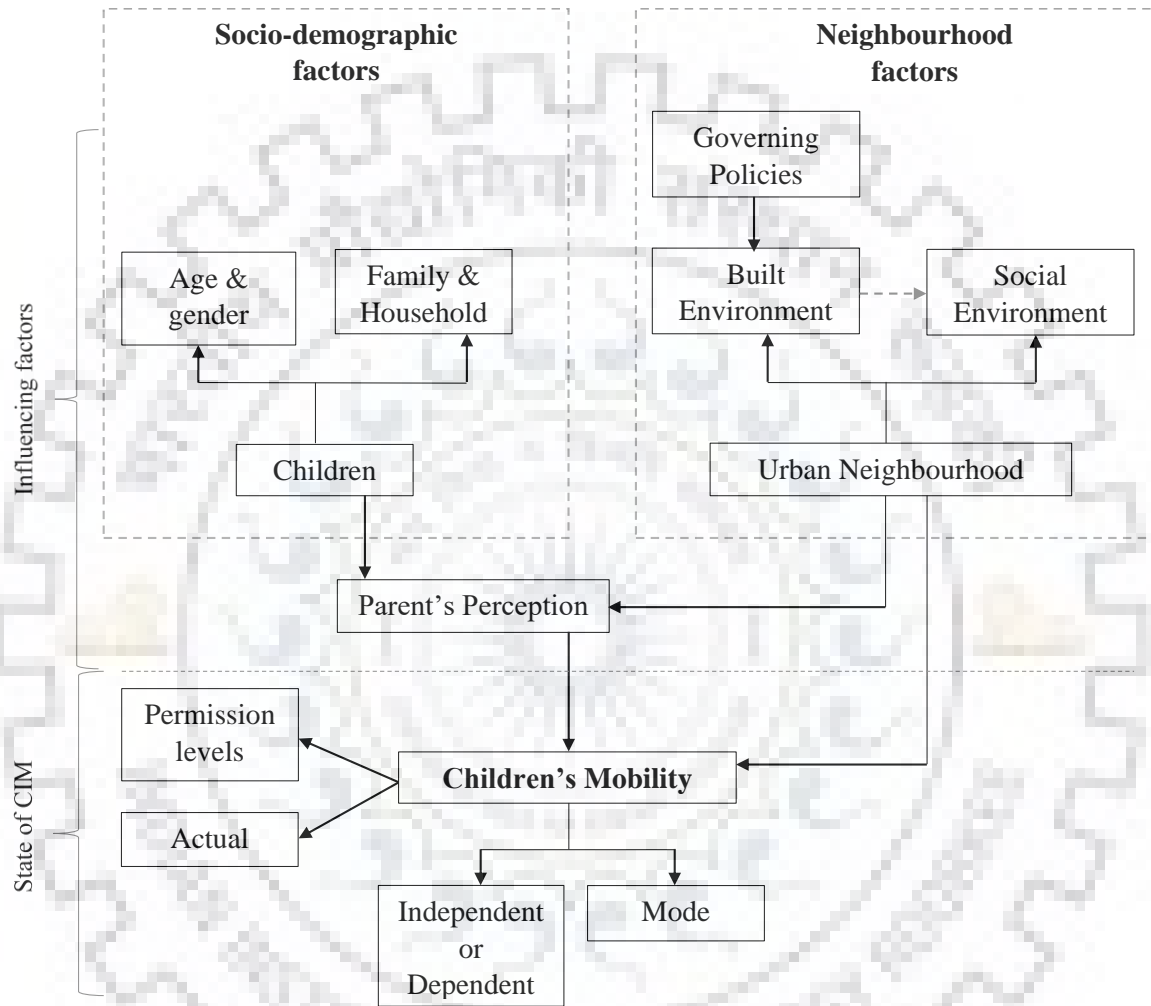 Socio-demographic
factors
Neighbourhood
factors
Governing
Policies
Age &
gender
Family &
Household
Built
Environment
Social
Environment
Influencing factors
Children
Urban Neighbourhood
Parent's Perception
Permission
levels
Children's Mobility
State of CIM
Actual
Independent
or
Dependent
Mode